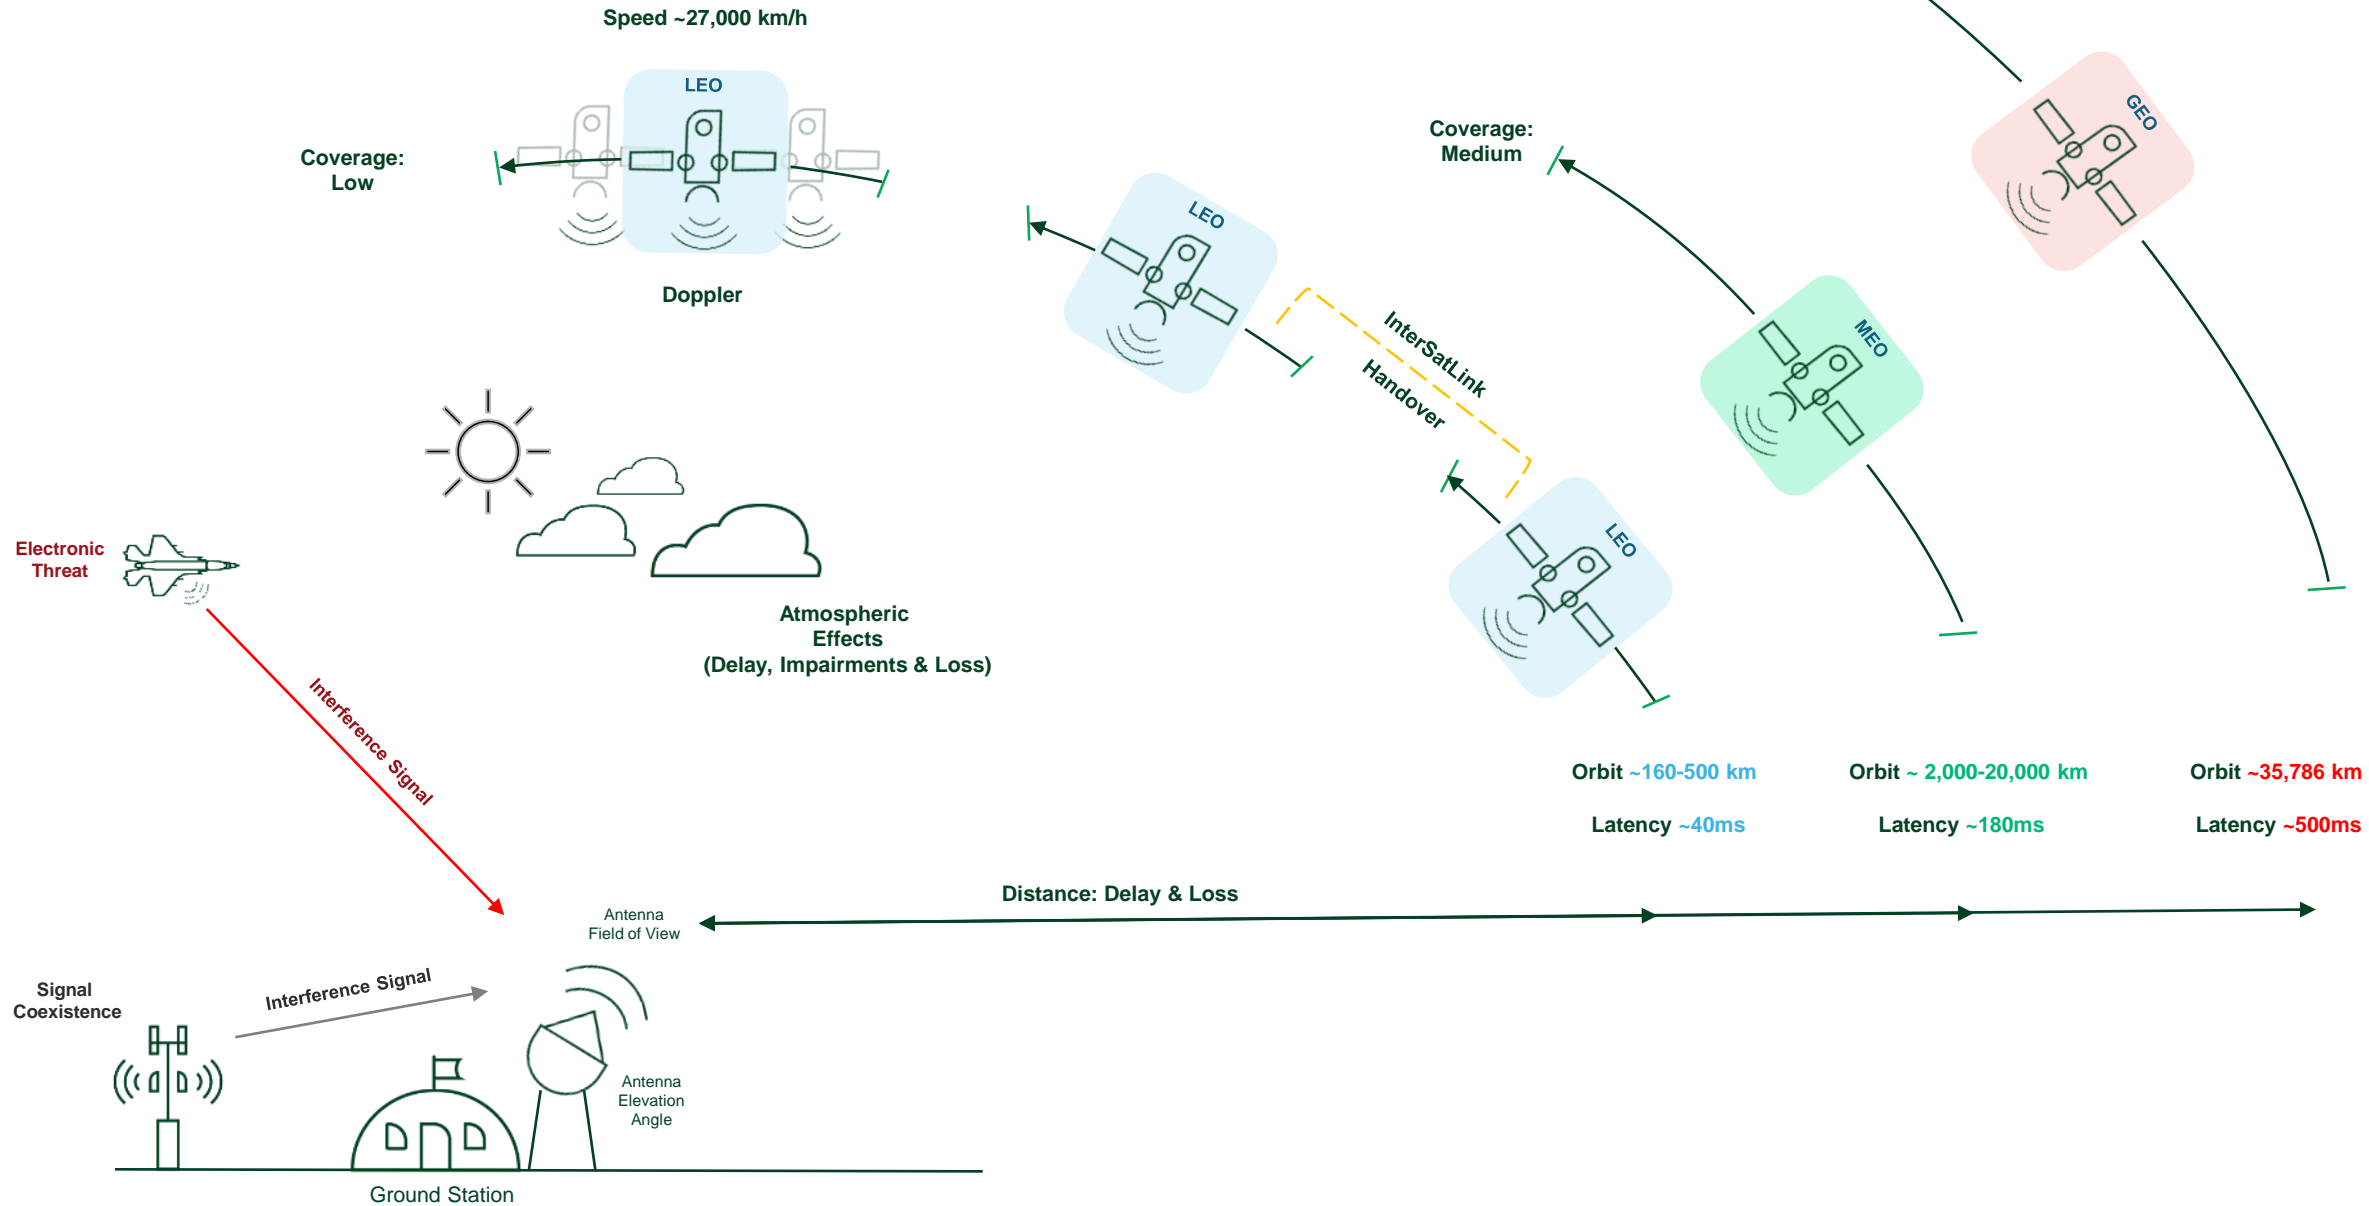 Speed ~27,000 km/h
LEO
Coverage:
Low
Doppler
LEO
InterSatLink
Handover
LEO
Coverage:
Medium
MEO
GEO
Electronic
Threat
Atmospheric
Effects
(Delay, Impairments & Loss)
Interference Signal
Orbit ~160-500 km
Latency ~40ms
Orbit ~ 2,000-20,000 km
Latency ~180ms
Orbit ~35,786 km
Latency ~500ms
Distance: Delay & Loss
Antenna
Field of View
Signal
Coexistence
Interference Signal
Antenna
Elevation
Angle
Ground Station